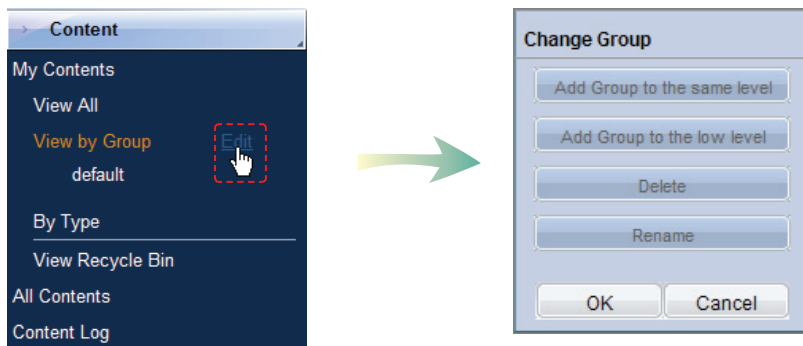 Content
My Contents
View All
View by Group Edit
default
By Type
View Recycle Bin
All Contents
Content Log
Change Group
Add Group to the same level
Add Group to the low level
Delete
Rename
OK Cancel